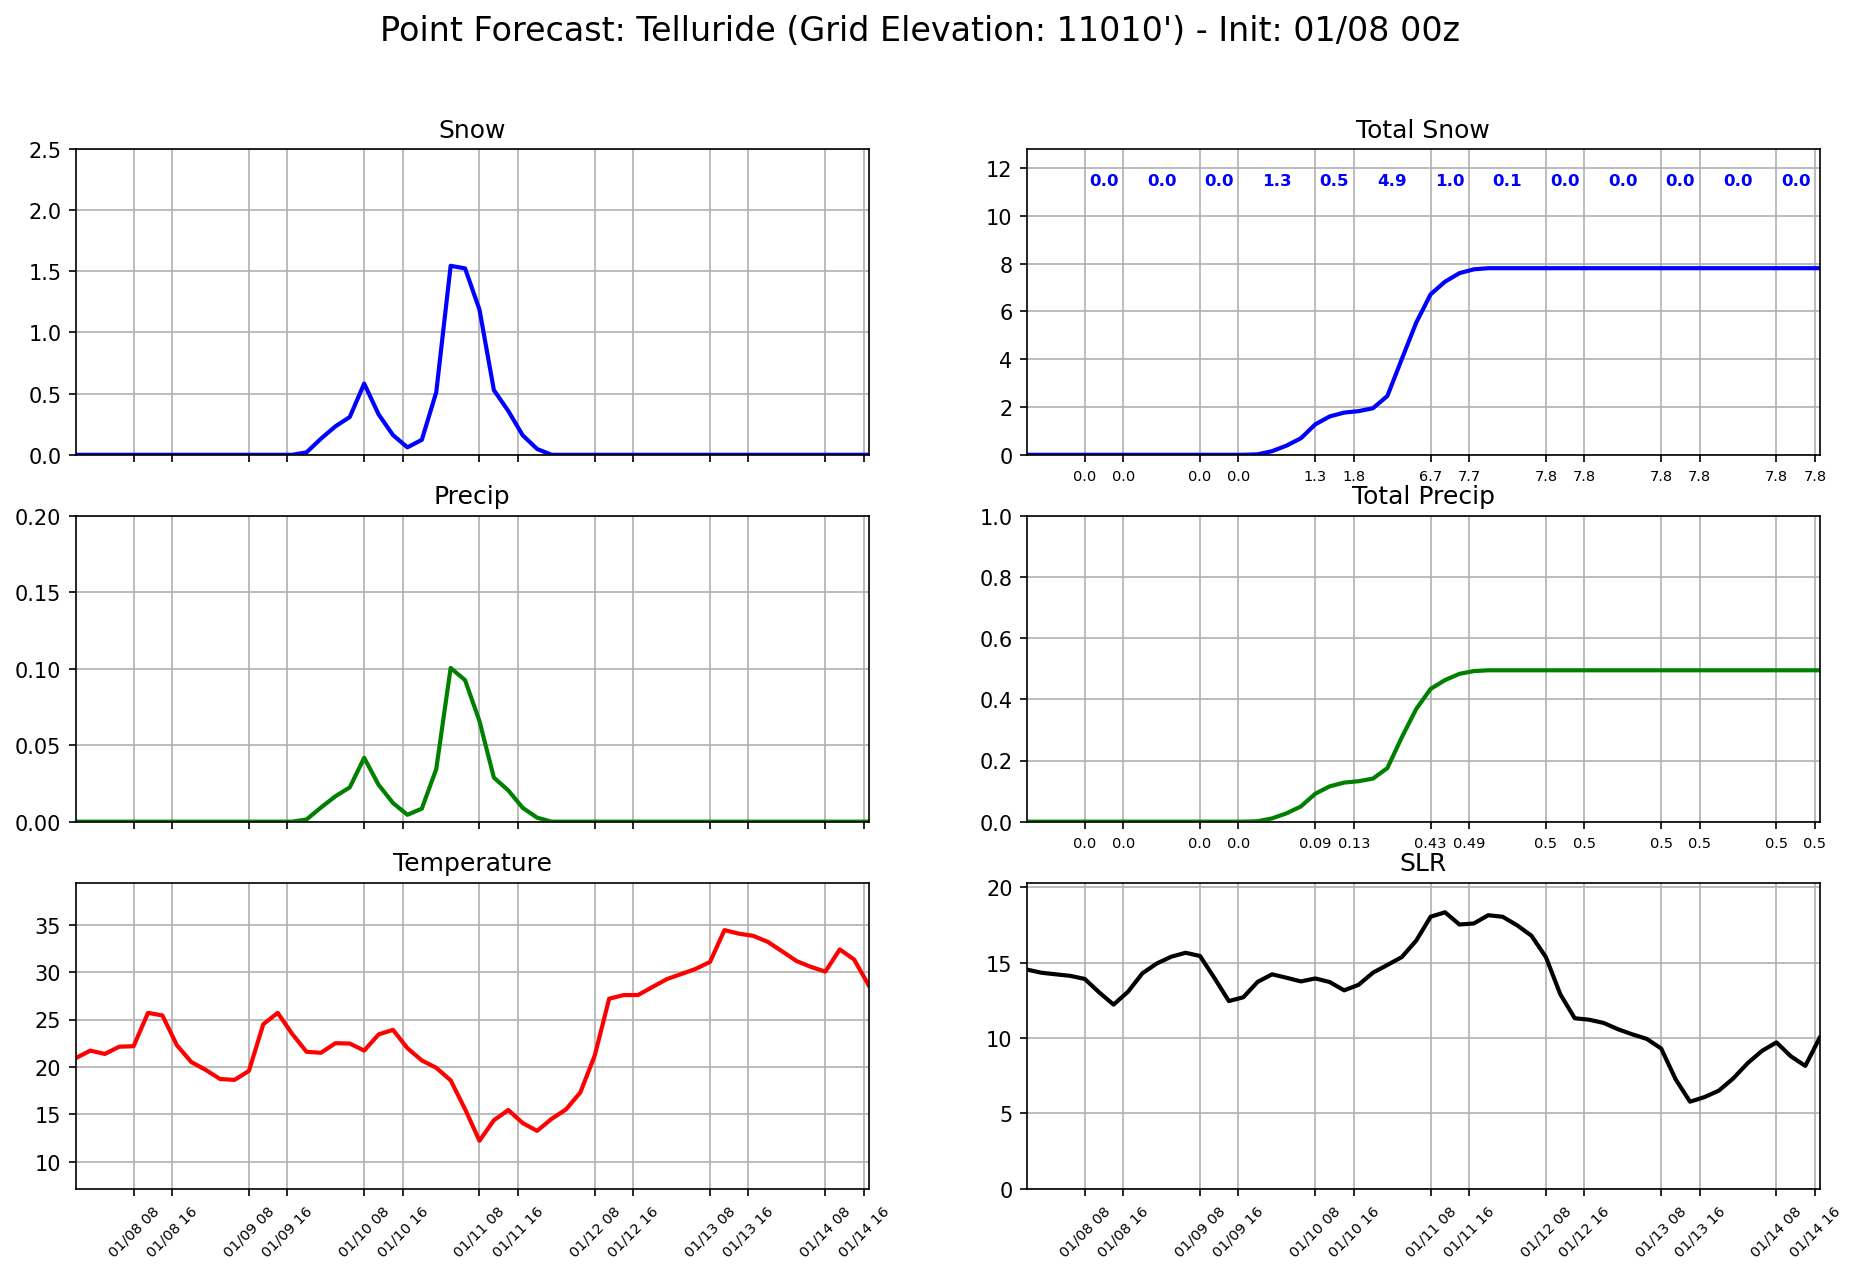 Point Forecast: Telluride (Grid Elevation: 11010') - Init: 01/08 00z
Snow
2.5
2.0
1.5
1.0
0.5
0.0
Total Snow
12
10
8
6
4
2
0
0.0 0.0 0.0 1.3 0.5 4.9 1.0 0.1 0.0 0.0 0.0 0.0 0.0
0.0 0.0 0.0 0.0 1.3 1.8 6.7 7.7 7.8 7.8 7.8 7.8 7.8 7.8
Precip
0.20
0.15
0.10
0.05
0.00
Total Precip
1.0
0.8
0.6
0.4
0.2
0.0
0.0 0.0 0.0 0.0 0.09 0.13 0.43 0.49 0.5 0.5 0.5 0.5 0.5 0.5
Temperature
35
30
25
20
15
10
01/08 08 01/08 16 01/09 08 01/09 16 01/10 08 01/10 16 01/11 08 01/11 16 01/12 08 01/12 16 01/13 08 01/13 16 01/14 08 01/14 16
SLR
20
15
10
5
0
01/08 08 01/08 16 01/09 08 01/09 16 01/10 08 01/10 16 01/11 08 01/11 16 01/12 08 01/12 16 01/13 08 01/13 16 01/14 08 01/14 16